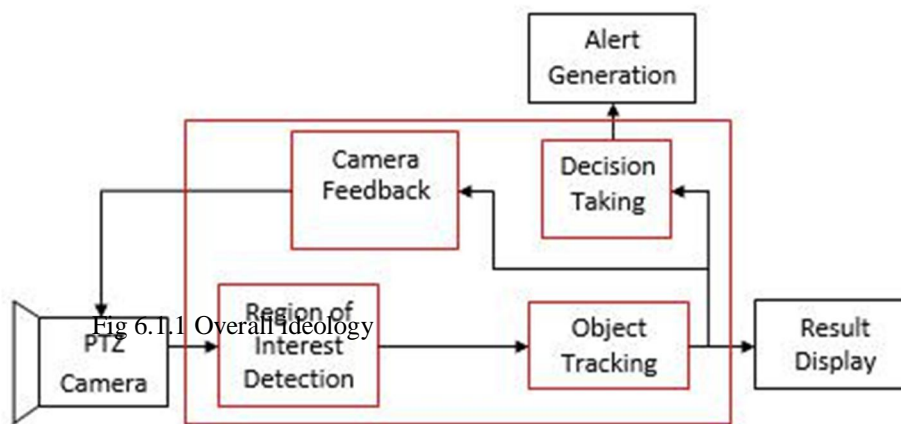 Alert
Generation
Camera
Feedback
Decision
Taking
Fig 6.1.1 Overall ideology
PTZ
Camera
Region of
Interest
Detection
Object
Tracking
Result
Display